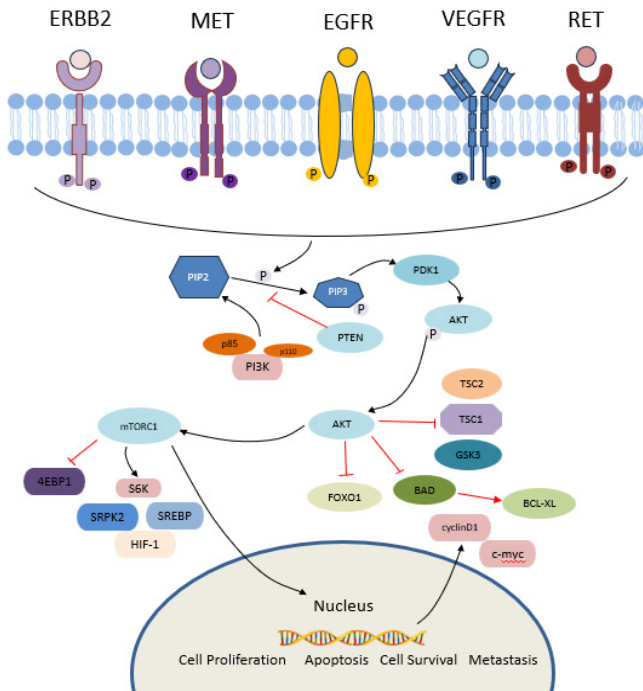 ERBB2 MET EGFR VEGFR RET
P P P P P P P P P P
PIP2 P PIP3 P PDK1
p85 p110 PTEN P AKT
PI3K
TSC2
mTORC1 AKT TSC1
GSK3
4EBP1 S6K FOXO1 BAD BCL-XL
SRPK2 SREBP cyclinD1
HIF-1 c-myc
Nucleus
Cell Proliferation Apoptosis Cell Survival Metastasis